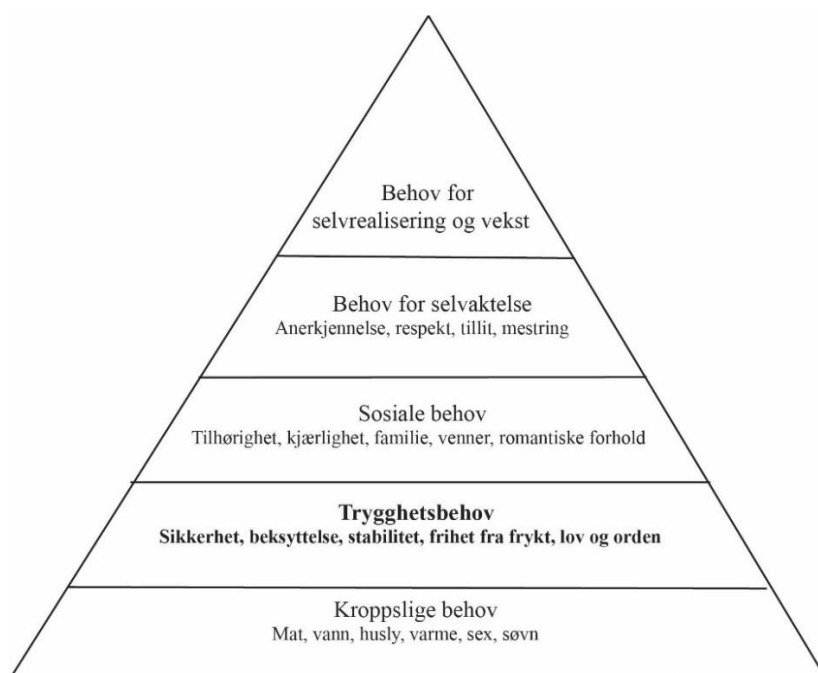 Behov for
selvrealisering og vekst
Behov for selvaktelse
Anerkjennelse, respekt, tillit, mestring
Sosiale behov
Tilhørighet, kjærlighet, familie, venner, romantiske forhold
Trygghetsbehov
Sikkerhet, beksyttelse, stabilitet, frihet fra frykt, lov og orden
Kroppslige behov
Mat, vann, husly, varme, sex, søvn